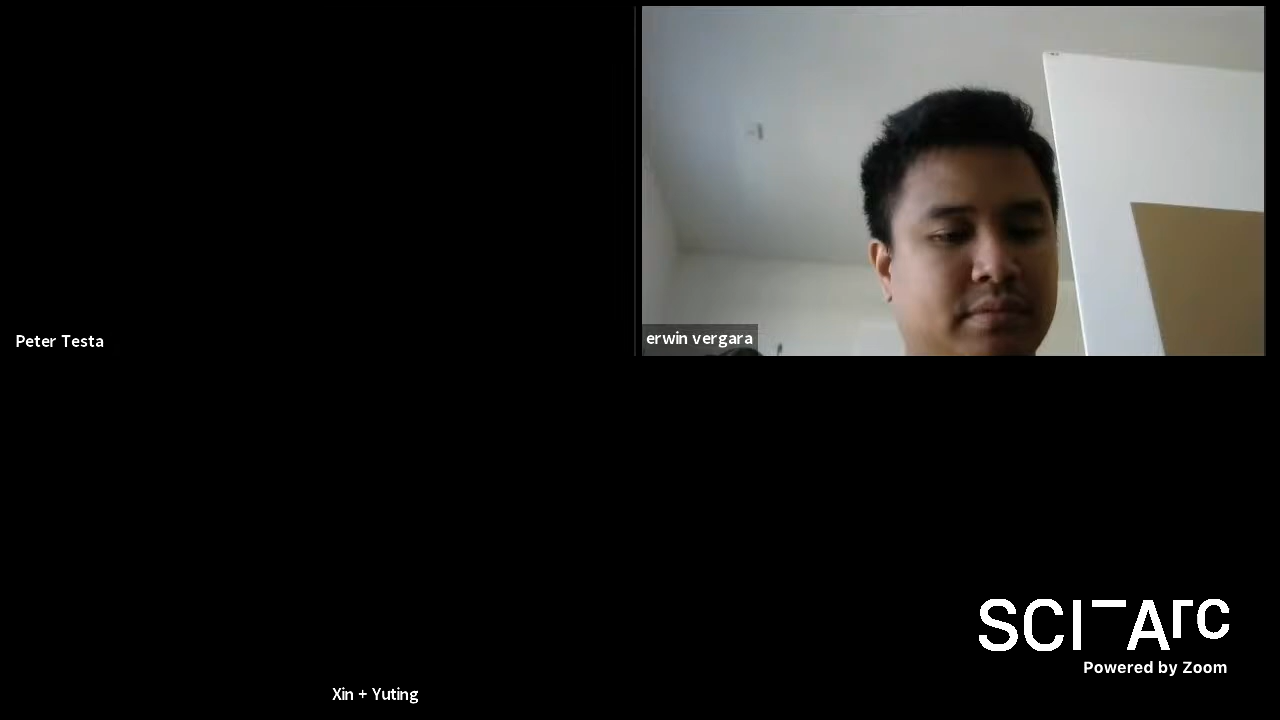 Peter Testa
erwin vergara
SCI-Arc
Powered by Zoom
Xin + Yuting